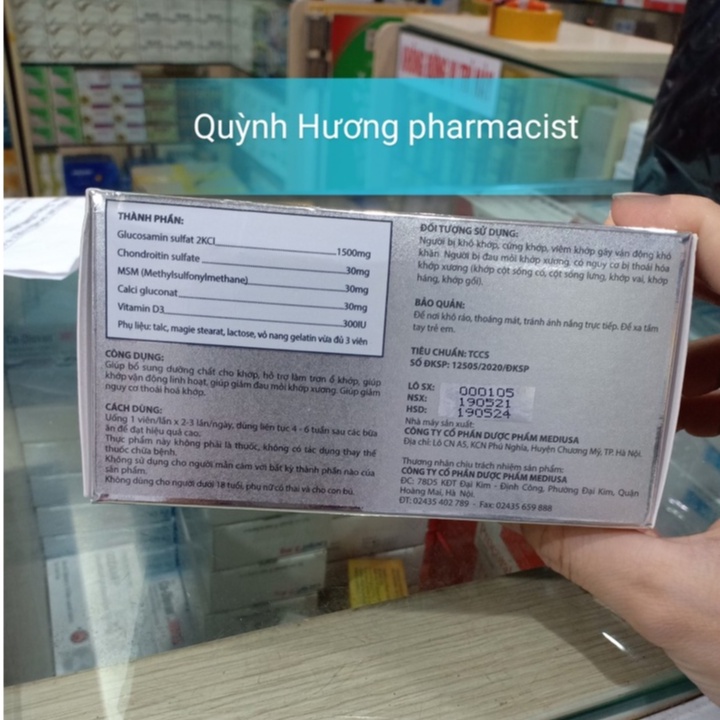 Quỳnh Hương pharmacist
THÀNH PHẦN:
Glucosamin sulfat 2KCl 1500mg
Chondroitin sulfate 30mg
MSM (Methylsulfonylmethane) 30mg
Calci gluconat 30mg
Vitamin D3 300IU
Phụ liệu: talc, magie stearat, lactose, vỏ nang gelatin vừa đủ 3 viên
CÔNG DỤNG:
Giúp bổ sung dưỡng chất cho khớp, hỗ trợ làm trơn ổ khớp, giúp
khớp vận động linh hoạt, giúp giảm đau mỏi khớp xương. Giúp giảm
nguy cơ thoái hoá khớp.
CÁCH DÙNG:
Uống 1 viên/lần x 2-3 lần/ngày, dùng liên tục 4 - 6 tuần sau các bữa
ăn để đạt hiệu quả cao.
Thực phẩm này không phải là thuốc, không có tác dụng thay thế
thuốc chữa bệnh.
Không sử dụng cho người mẫn cảm với bất kỳ thành phần nào của
sản phẩm.
Không dùng cho người dưới 18 tuổi, phụ nữ có thai và cho con bú.
ĐỐI TƯỢNG SỬ DỤNG:
Người bị khô khớp, cứng khớp, viêm khớp gây vận động khó
khăn. Người bị đau mỏi khớp xương, có nguy cơ bị thoái hóa
khớp xương (khớp cột sống cổ, cột sống lưng, khớp vai, khớp
háng, khớp gối).
BẢO QUẢN:
Để nơi khô ráo, thoáng mát, tránh ánh nắng trực tiếp. Để xa tầm
tay trẻ em.
TIÊU CHUẨN: TCCS
SỐ ĐKSP: 12505/2020/ĐKSP
LÔ SX: 000105
NSX: 190521
HSD: 190524
Nhà máy sản xuất:
CÔNG TY CỔ PHẦN DƯỢC PHẨM MEDIUSA
Địa chỉ: Lô CN A5, KCN Phú Nghĩa, Huyện Chương Mỹ, TP. Hà Nội.
Thương nhân chịu trách nhiệm sản phẩm:
CÔNG TY CỔ PHẦN DƯỢC PHẨM MEDIUSA
ĐC: 78D5 KĐT Đại Kim - Định Công, Phường Đại Kim, Quận
Hoàng Mai, Hà Nội.
ĐT: 02435 402 789 - Fax: 02435 659 888